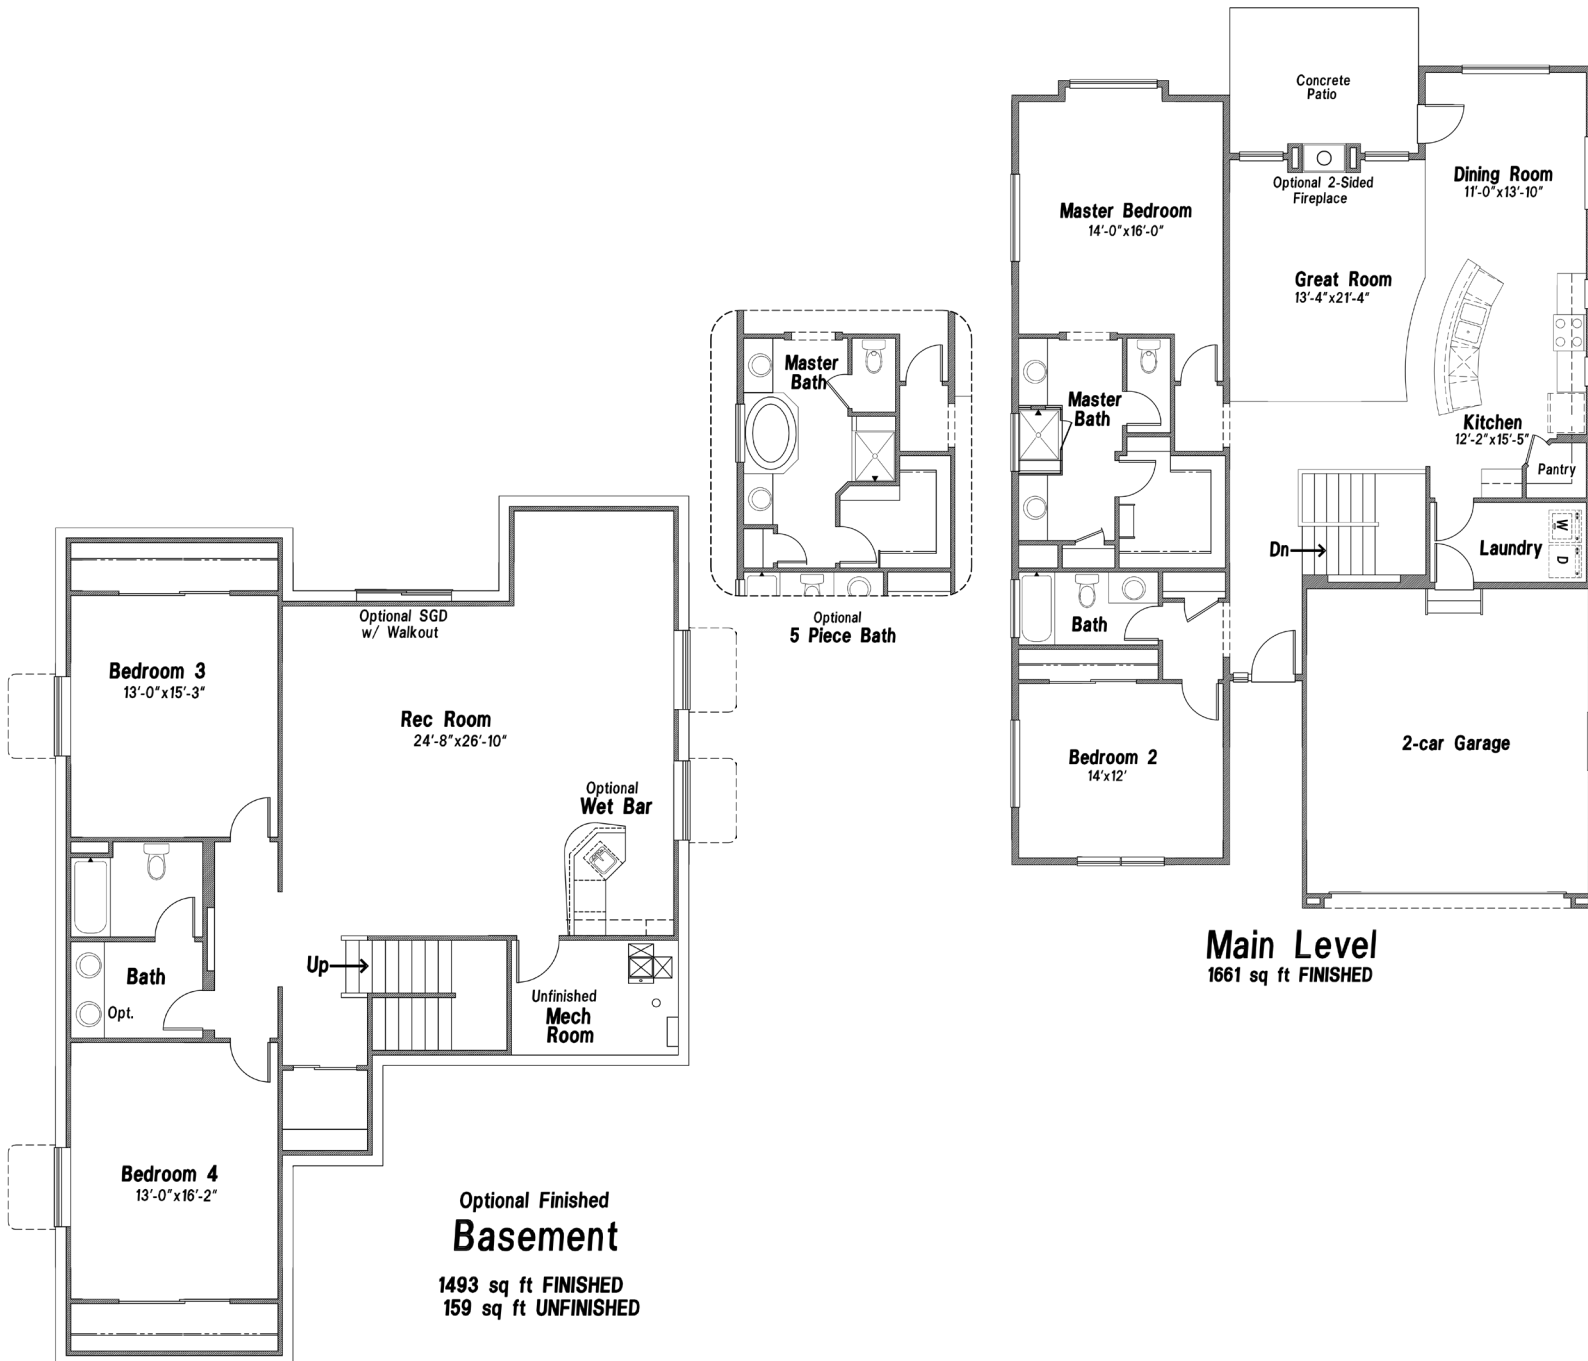 Concrete
Patio
Optional 2-Sided
Fireplace
Dining Room
11'-0"x13'-10"
Master Bedroom
14'-0"x16'-0"
Great Room
13'-4"x21'-4"
Master
Bath
Kitchen
12'-2"x15'-5"
Pantry
Dn
Laundry
W
D
Bath
Bedroom 2
14'x12'
2-car Garage
Main Level
1661 sq ft FINISHED
Master
Bath
Optional
5 Piece Bath
Optional SGD
w/ Walkout
Bedroom 3
13'-0"x15'-3"
Rec Room
24'-8"x26'-10"
Optional
Wet Bar
Up
Bath
Opt.
Unfinished
Mech
Room
Bedroom 4
13'-0"x16'-2"
Optional Finished
Basement
1493 sq ft FINISHED
159 sq ft UNFINISHED